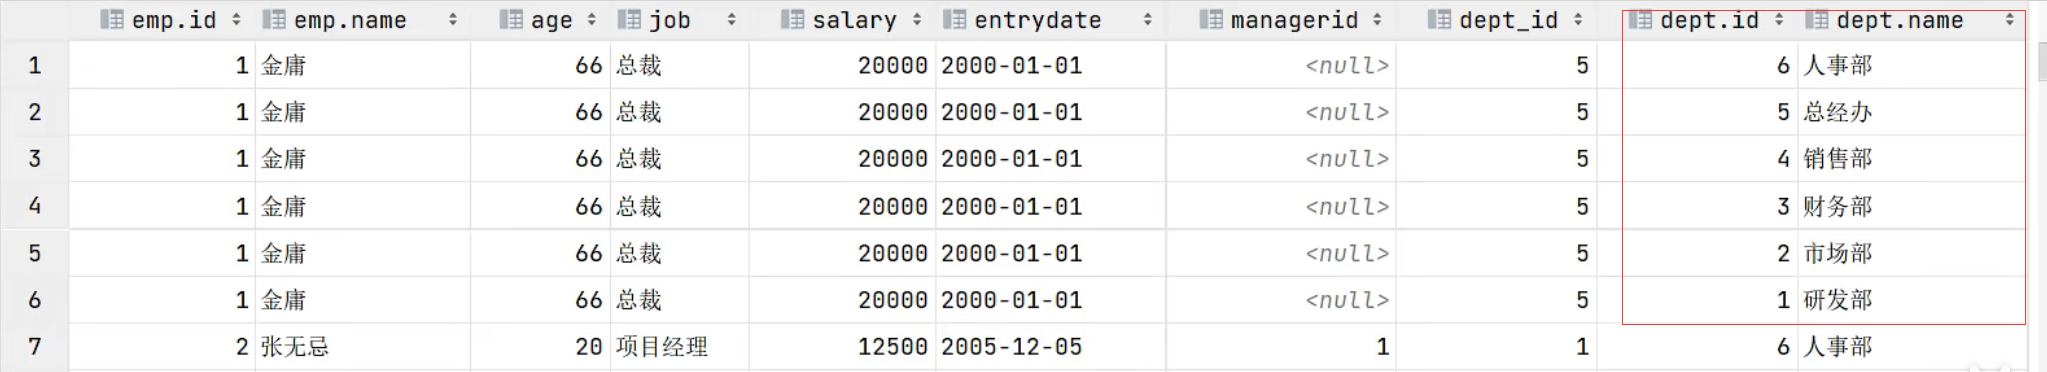 emp.id emp.name age job salary entrydate managerid dept_id dept.id dept.name
1 1 金庸 66 总裁 20000 2000-01-01 <null> 5 6 人事部
2 1 金庸 66 总裁 20000 2000-01-01 <null> 5 5 总经办
3 1 金庸 66 总裁 20000 2000-01-01 <null> 5 4 销售部
4 1 金庸 66 总裁 20000 2000-01-01 <null> 5 3 财务部
5 1 金庸 66 总裁 20000 2000-01-01 <null> 5 2 市场部
6 1 金庸 66 总裁 20000 2000-01-01 <null> 5 1 研发部
7 2 张无忌 20 项目经理 12500 2005-12-05 1 1 6 人事部